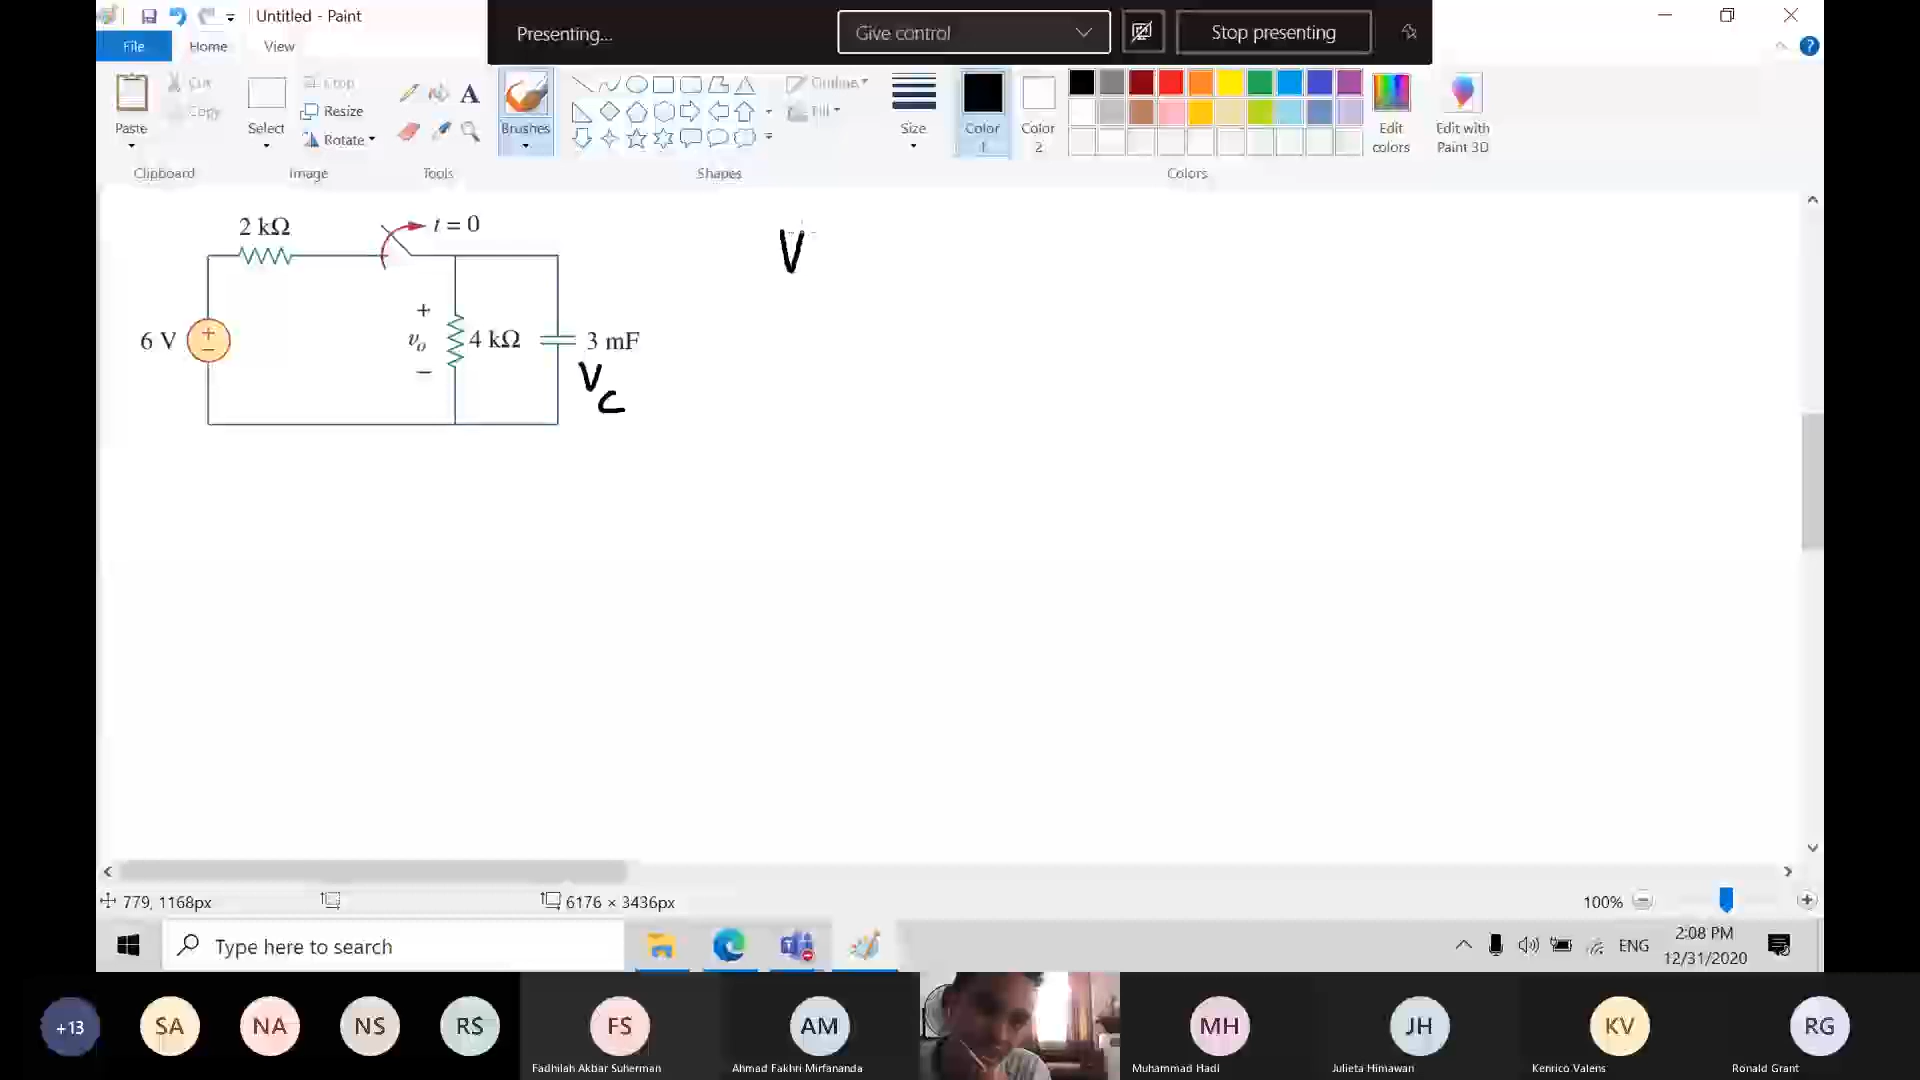 Untitled - Paint
Presenting...
Give control
Stop presenting
File
Home
View
Paste
Cut
Copy
Select
Crop
Resize
Rotate
Brushes
Outline
Fill
Size
Color 1
Color 2
Edit colors
Edit with Paint 3D
Clipboard
Image
Tools
Shapes
Colors
2 kΩ
t = 0
V
6 V
+
−
+
vo
−
4 kΩ
3 mF
Vc
779, 1168px
6176 × 3436px
100%
Type here to search
ENG
2:08 PM
12/31/2020
+13
SA
NA
NS
RS
FS
AM
MH
JH
KV
RG
Fadhilah Akbar Suherman
Ahmad Fakhri Mirfananda
Muhammad Hadi
Julieta Himawan
Kenrico Valens
Ronald Grant